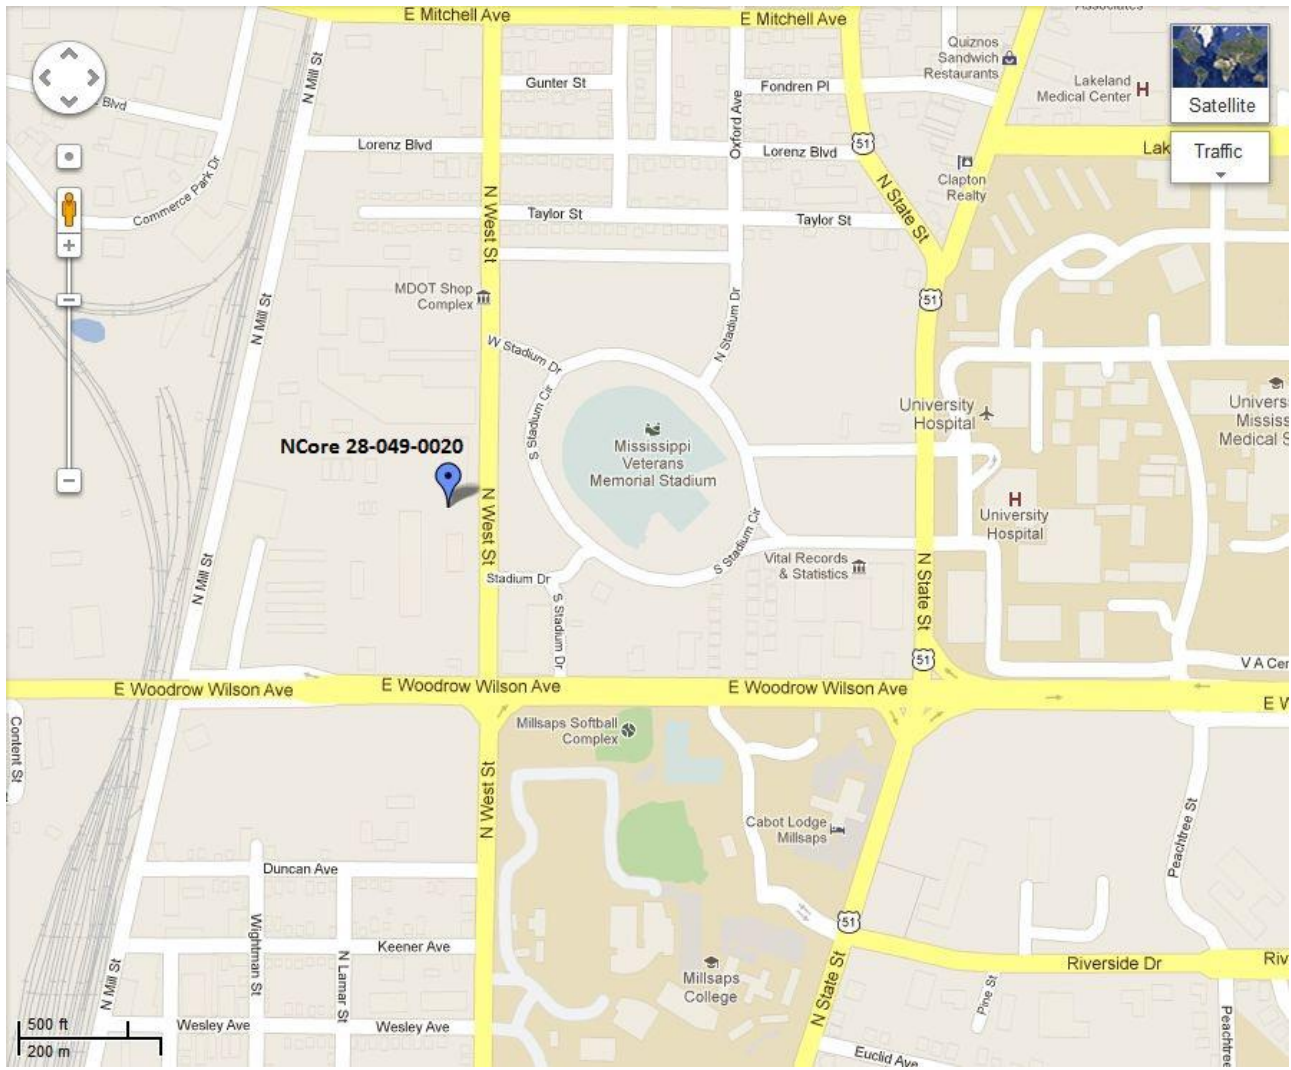 E Mitchell Ave
E Mitchell Ave
Quiznos
Sandwich
Restaurants
Lakeland
Medical Center
H
Satellite
Traffic
N Mill St
Blvd
Gunter St
Fondren Pl
Oxford Ave
Lorenz Blvd
Lorenz Blvd
51
Lak
Clapton
Realty
Commerce Park Dr
N West St
Taylor St
Taylor St
N State St
MDOT Shop
Complex
N Stadium Dr
51
N Mill St
W Stadium Dr
S Stadium Cir
University
Hospital
Univers
Missis
Medical S
NCore 28-049-0020
Mississippi
Veterans
Memorial Stadium
N West St
H
University
Hospital
S Stadium Cir
Vital Records
& Statistics
N Mill St
Stadium Dr
S Stadium Dr
N State St
51
V A Cen
E Woodrow Wilson Ave
E Woodrow Wilson Ave
E Woodrow Wilson Ave
E W
Content St
Millsaps Softball
Complex
N West St
Cabot Lodge
Millsaps
Peachtree St
Duncan Ave
Wightman St
N Lamar St
Keener Ave
51
Riverside Dr
Riv
Millsaps
College
N Mill St
N State St
Pine St
Peachtree
Wesley Ave
Wesley Ave
Euclid Ave
500 ft
200 m